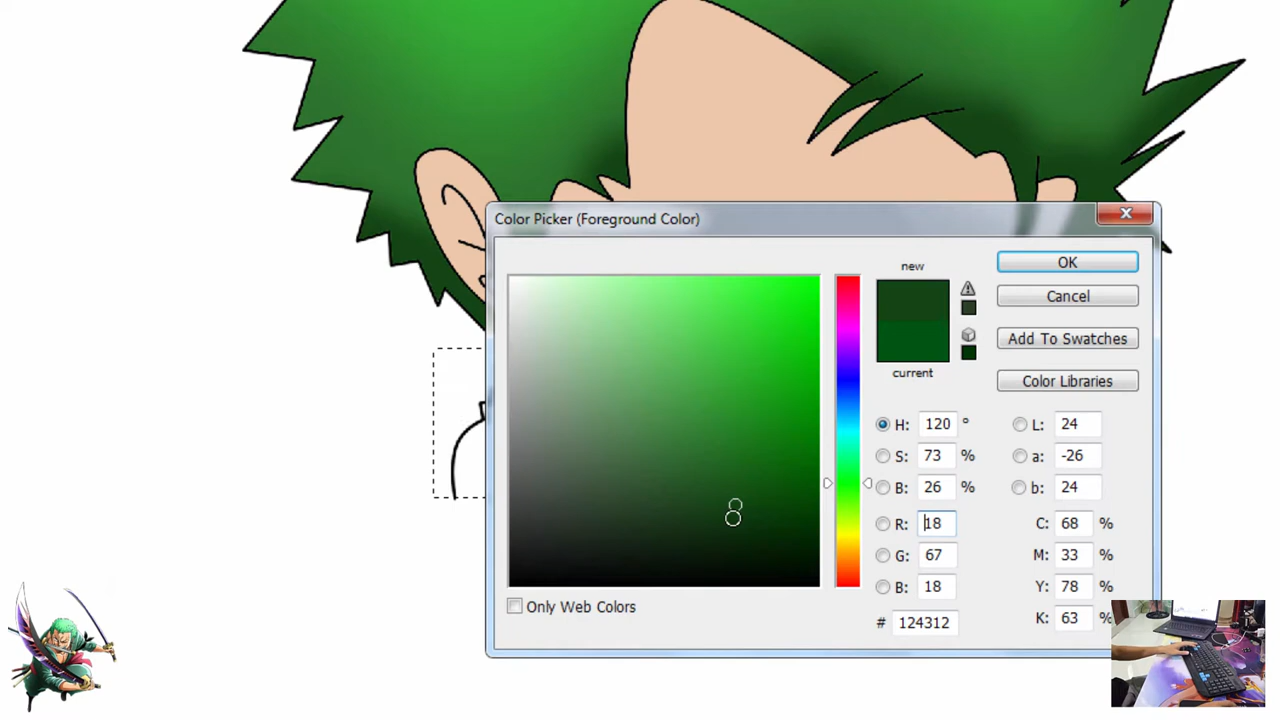 Color Picker (Foreground Color)
new
current
OK
Cancel
Add To Swatches
Color Libraries
H: 120 °
S: 73 %
B: 26 %
R: 18
G: 67
B: 18
# 124312
L: 24
a: -26
b: 24
C: 68 %
M: 33 %
Y: 78 %
K: 63 %
Only Web Colors